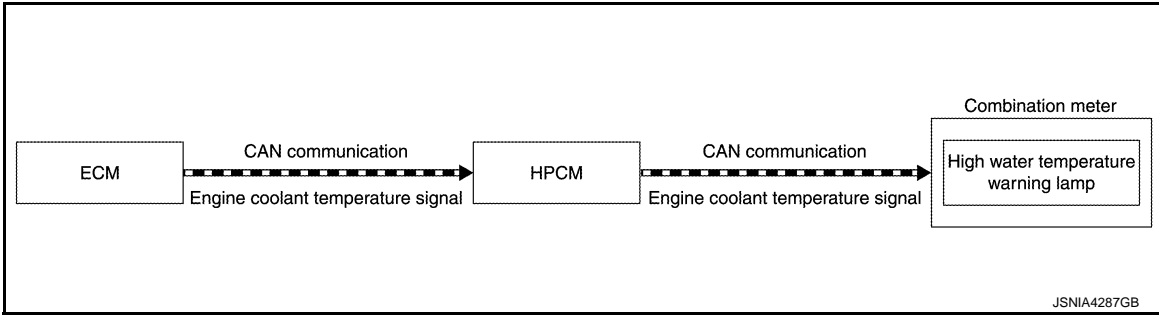 Combination meter
ECM
CAN communication
Engine coolant temperature signal
HPCM
CAN communication
Engine coolant temperature signal
High water temperature
warning lamp
JSNIA4287GB